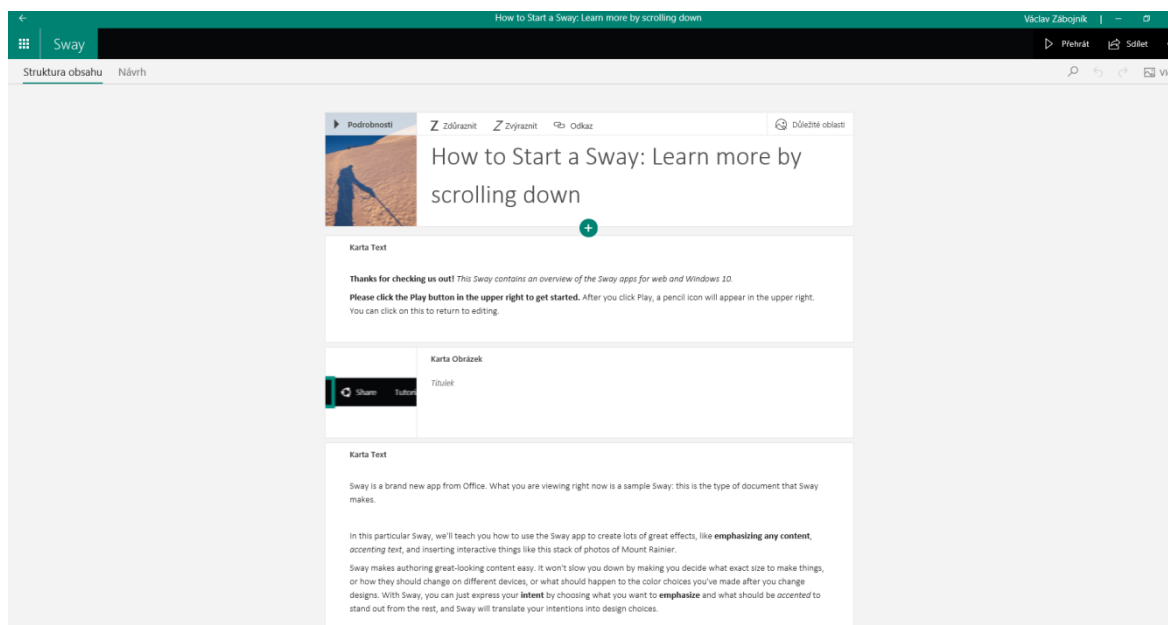 How to Start a Sway: Learn more by scrolling down
Václav Zábojník
Sway
Přehrát
Sdílet
Struktura obsahu Návrh
Podrobnosti
Z Zdůraznit Z Zvýraznit Odkaz
Důležité oblasti
How to Start a Sway: Learn more by
scrolling down
Karta Text
Thanks for checking us out! This Sway contains an overview of the Sway apps for web and Windows 10.
Please click the Play button in the upper right to get started. After you click Play, a pencil icon will appear in the upper right.
You can click on this to return to editing.
Karta Obrázek
Titulek
Share
Karta Text
Sway is a brand new app from Office. What you are viewing right now is a sample Sway: this is the type of document that Sway
makes.
In this particular Sway, we'll teach you how to use the Sway app to create lots of great effects, like emphasizing any content,
accenting text, and inserting interactive things like this stack of photos of Mount Rainier.
Sway makes authoring great-looking content easy. It won't slow you down by making you decide what exact size to make things,
or how they should change on different devices, or what should happen to the color choices you've made after you change
designs. With Sway, you can just express your intent by choosing what you want to emphasize and what should be accented to
stand out from the rest, and Sway will translate your intentions into design choices.